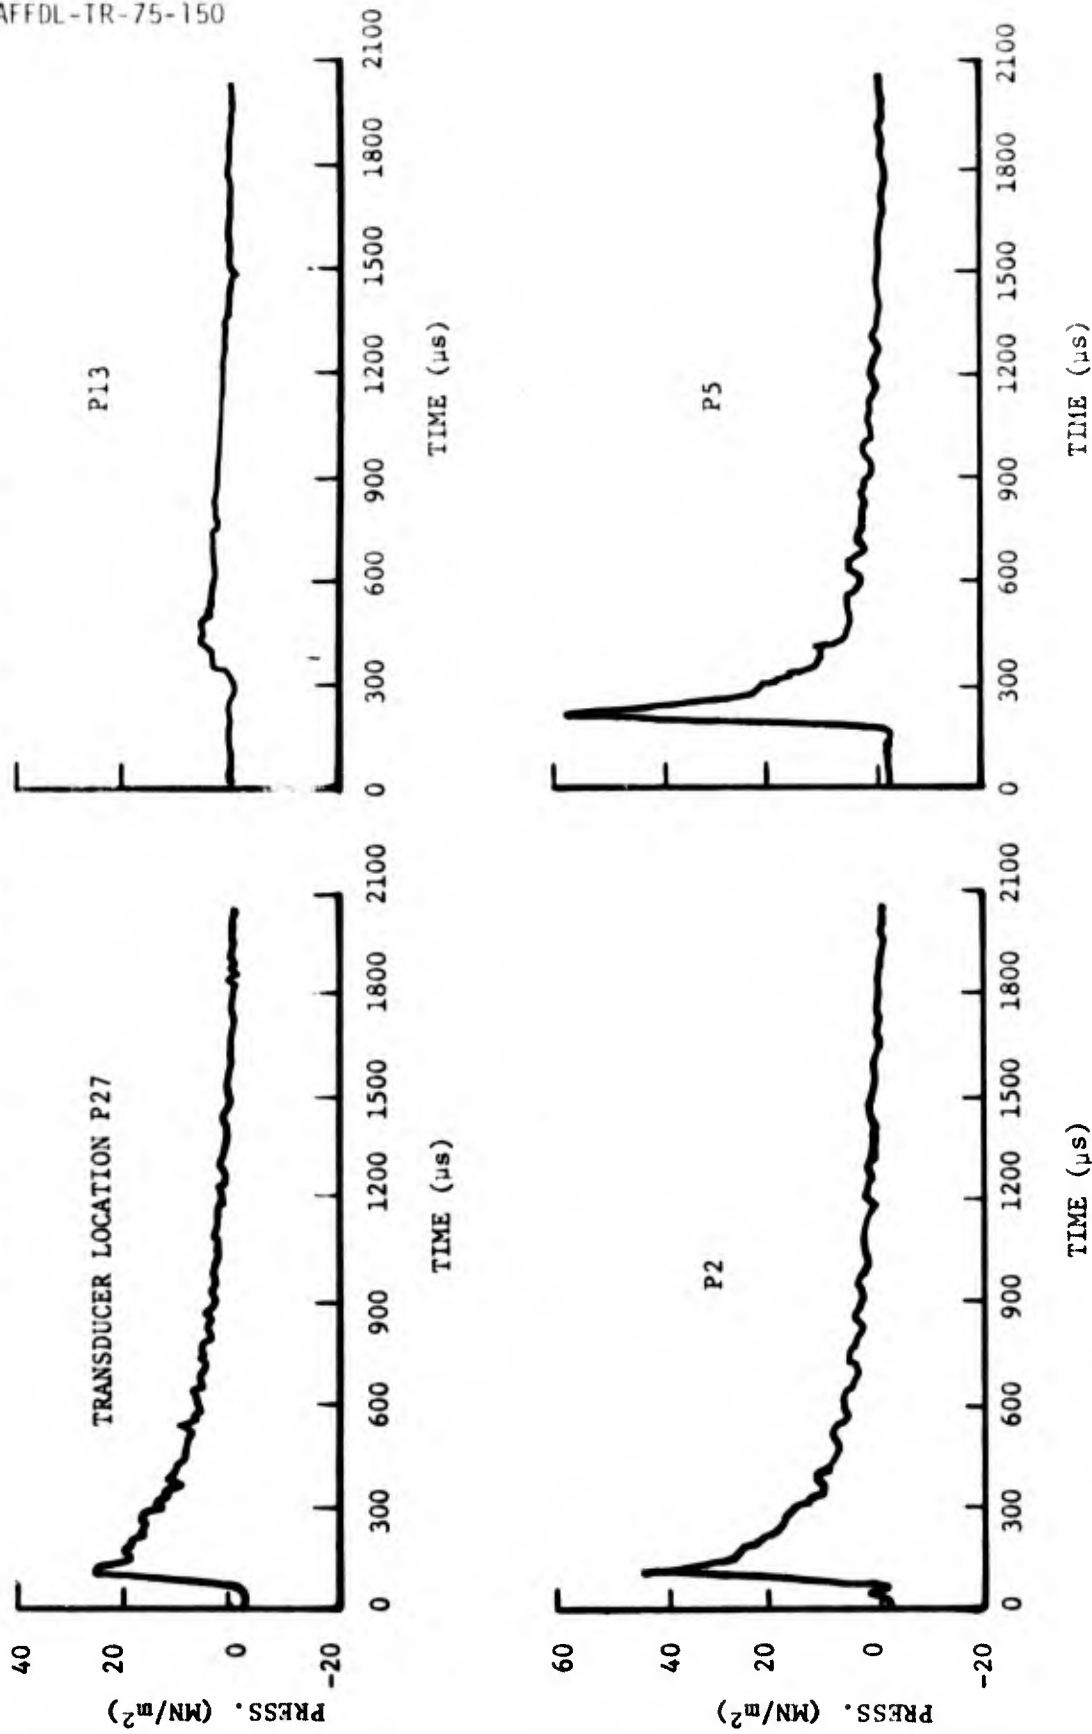 AFFDL-TR-75-150
PRESS. (MN/m²)
40
20
0
-20
TRANSDUCER LOCATION P27
0 300 600 900 1200 1500 1800 2100
TIME (µs)
P13
0 300 600 900 1200 1500 1800 2100
TIME (µs)
PRESS. (MN/m²)
60
40
20
0
-20
P2
0 300 600 900 1200 1500 1800 2100
TIME (µs)
P5
0 300 600 900 1200 1500 1800 2100
TIME (µs)